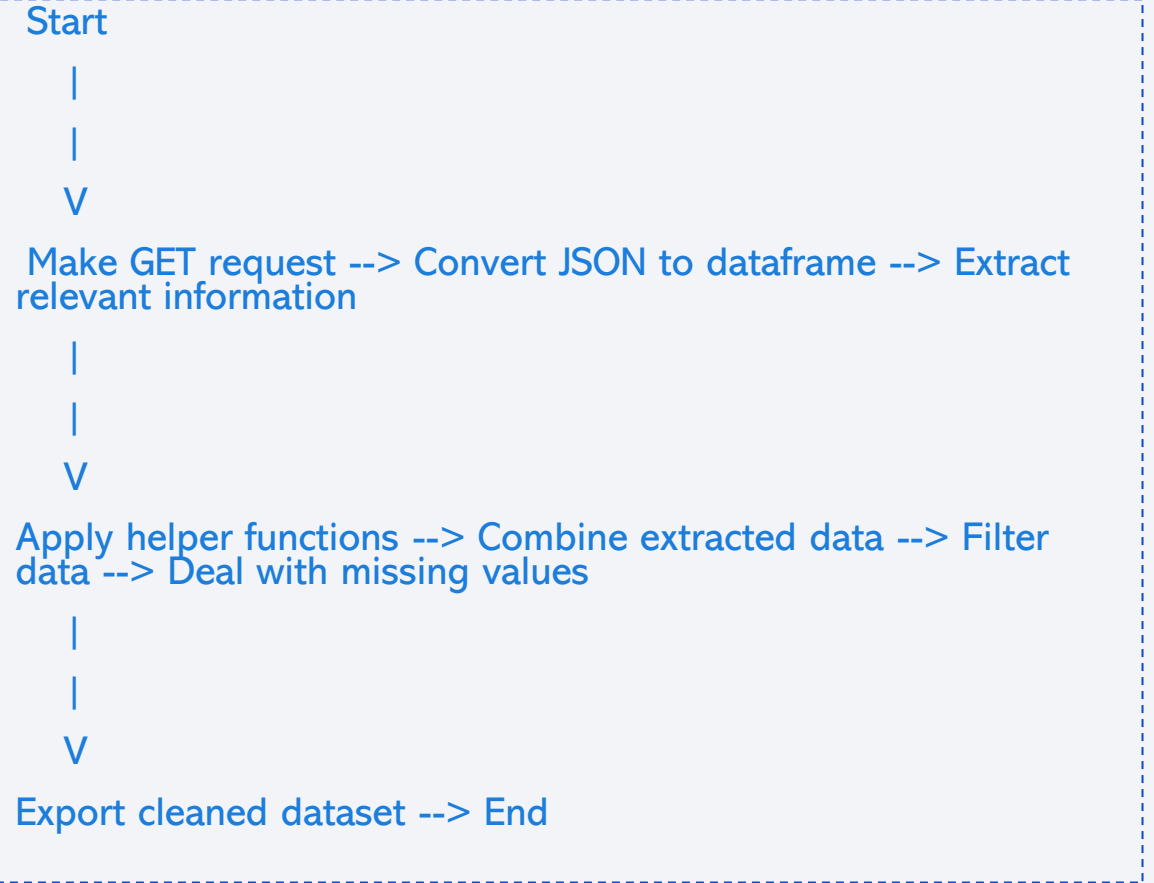 Start
|
|
V
Make GET request --> Convert JSON to dataframe --> Extract
relevant information
|
|
V
Apply helper functions --> Combine extracted data --> Filter
data --> Deal with missing values
|
|
V
Export cleaned dataset --> End